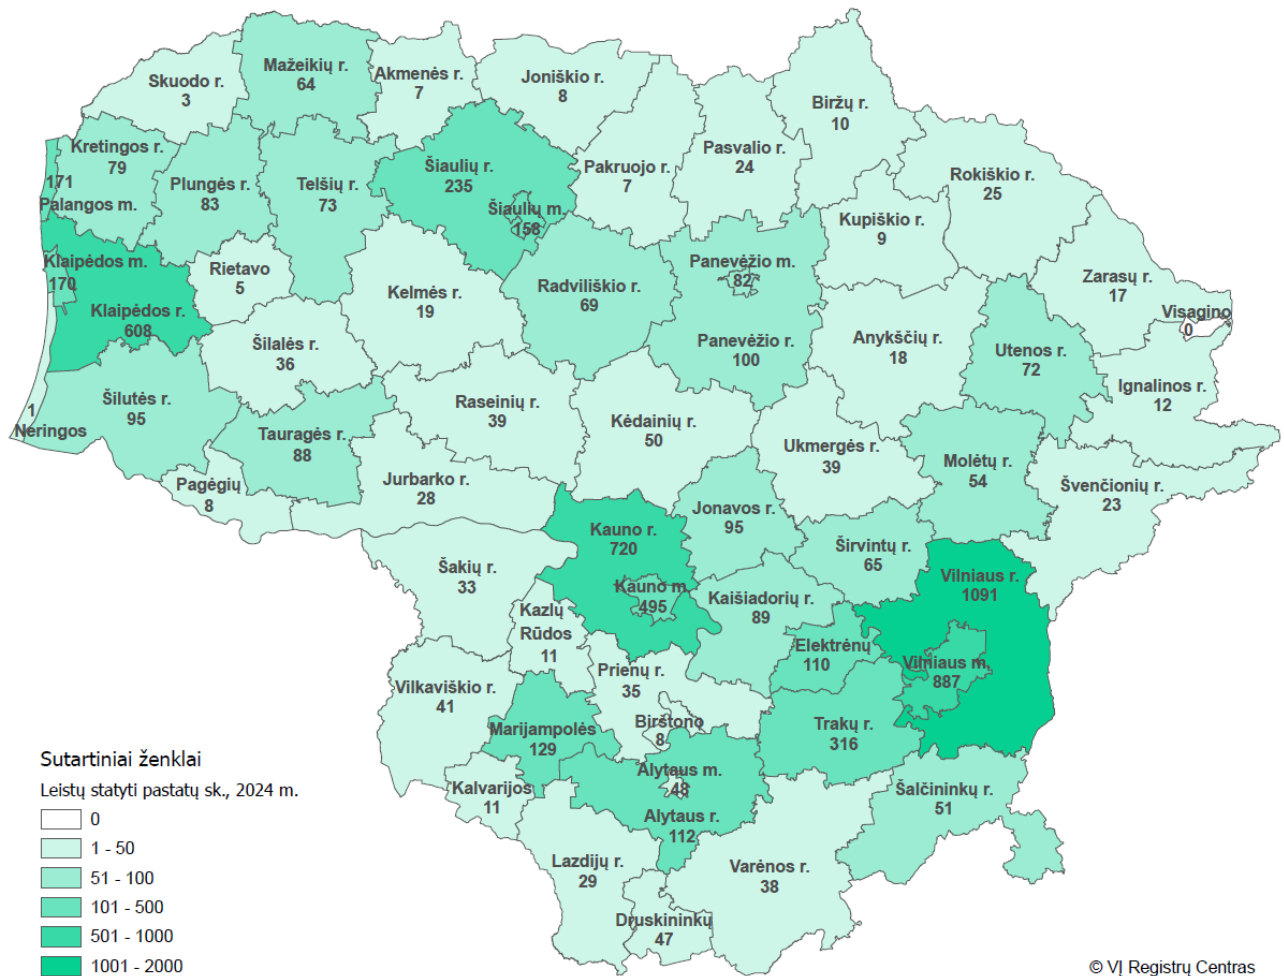 Skuodo r.
3
Mažeikių r.
64
Akmenės r.
7
Joniškio r.
8
Biržų r.
10
Kretingos r.
79
171
Palangos m.
Plungės r.
83
Telšių r.
73
Šiaulių r.
235
Šiaulių m.
158
Pakruojo r.
7
Pasvalio r.
24
Rokiškio r.
25
Kupiškio r.
9
Klaipėdos m.
170
Klaipėdos r.
608
Rietavo
5
Kelmės r.
19
Radviliškio r.
69
Panevėžio m.
82
Panevėžio r.
100
Anykščių r.
18
Zarasų r.
17
Visagino
0
Utenos r.
72
Ignalinos r.
12
Šilalės r.
36
1
Neringos
Šilutės r.
95
Tauragės r.
88
Raseinių r.
39
Kėdainių r.
50
Ukmergės r.
39
Molėtų r.
54
Švenčionių r.
23
Pagėgių
8
Jurbarko r.
28
Jonavos r.
95
Kauno r.
720
Kauno m.
495
Širvintų r.
65
Vilniaus r.
1091
Šakių r.
33
Kazlų
Rūdos
11
Kaišiadorių r.
89
Elektrėnų
110
Vilniaus m.
887
Vilkaviškio r.
41
Prienų r.
35
Birštono
8
Trakų r.
316
Marijampolės
129
Kalvarijos
11
Alytaus m.
48
Alytaus r.
112
Šalčininkų r.
51
Lazdijų r.
29
Varėnos r.
38
Druskininkų
47
Sutartiniai ženklai
Leistų statyti pastatų sk., 2024 m.
0
1 - 50
51 - 100
101 - 500
501 - 1000
1001 - 2000
© VĮ Registrų Centras